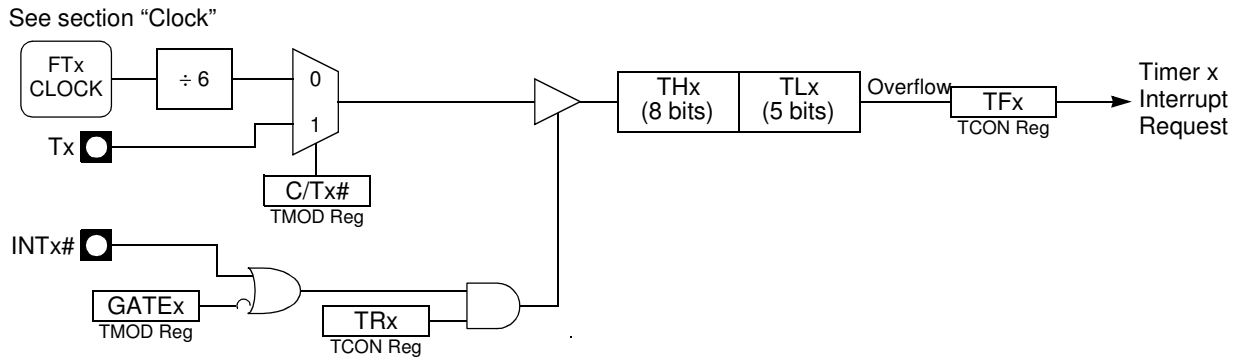 See section “Clock”
FTx
CLOCK
÷ 6
0
1
Tx
C/Tx#
TMOD Reg
THx
(8 bits)
TLx
(5 bits)
Overflow
TFx
TCON Reg
Timer x
Interrupt
Request
INTx#
GATEx
TMOD Reg
TRx
TCON Reg